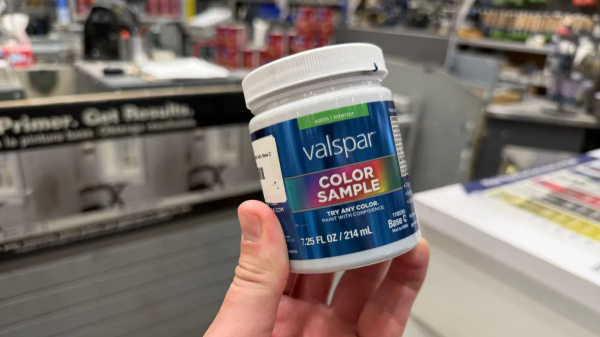 Primer. Get Results.
satin | interior
valspar
COLOR
SAMPLE
TRY ANY COLOR.
PAINT WITH CONFIDENCE.
7.25 FL OZ / 214 mL
Base C